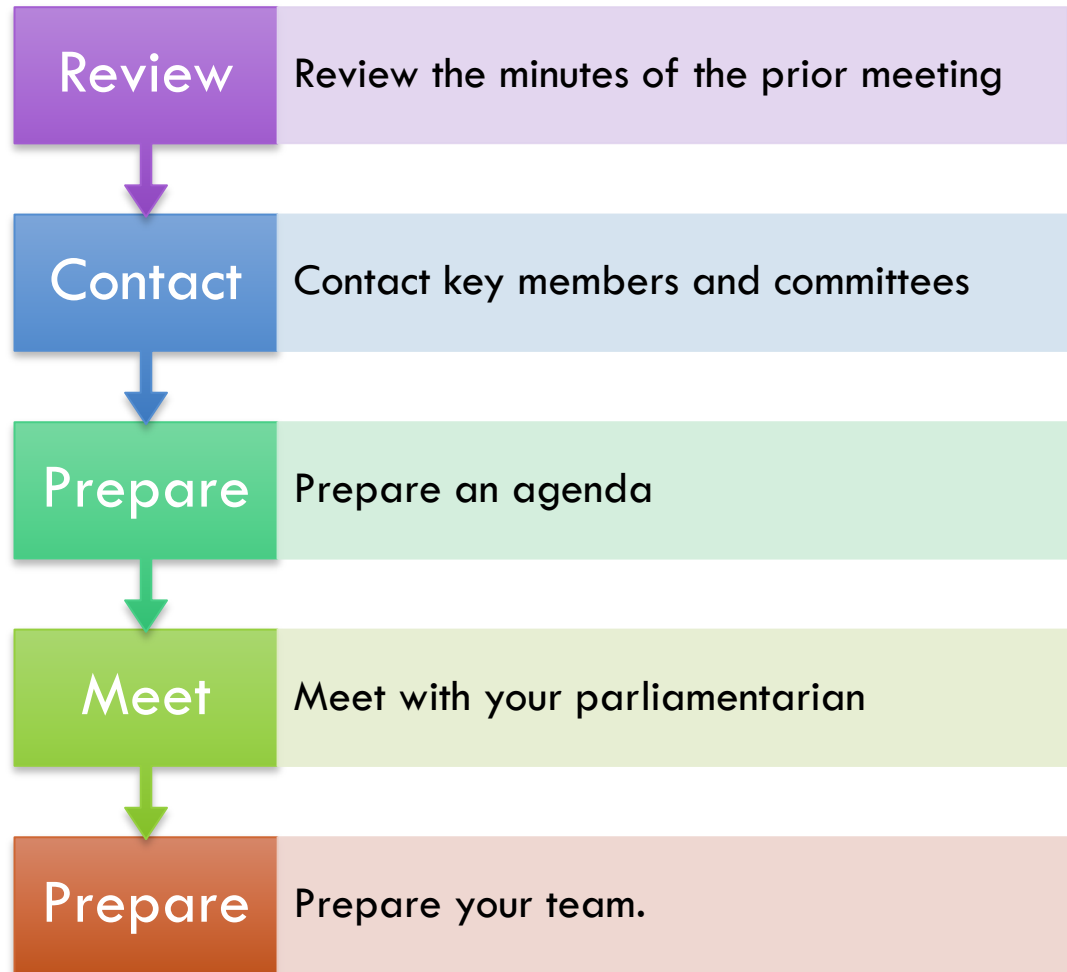 Review
Review the minutes of the prior meeting
Contact
Contact key members and committees
Prepare
Prepare an agenda
Meet
Meet with your parliamentarian
Prepare
Prepare your team.